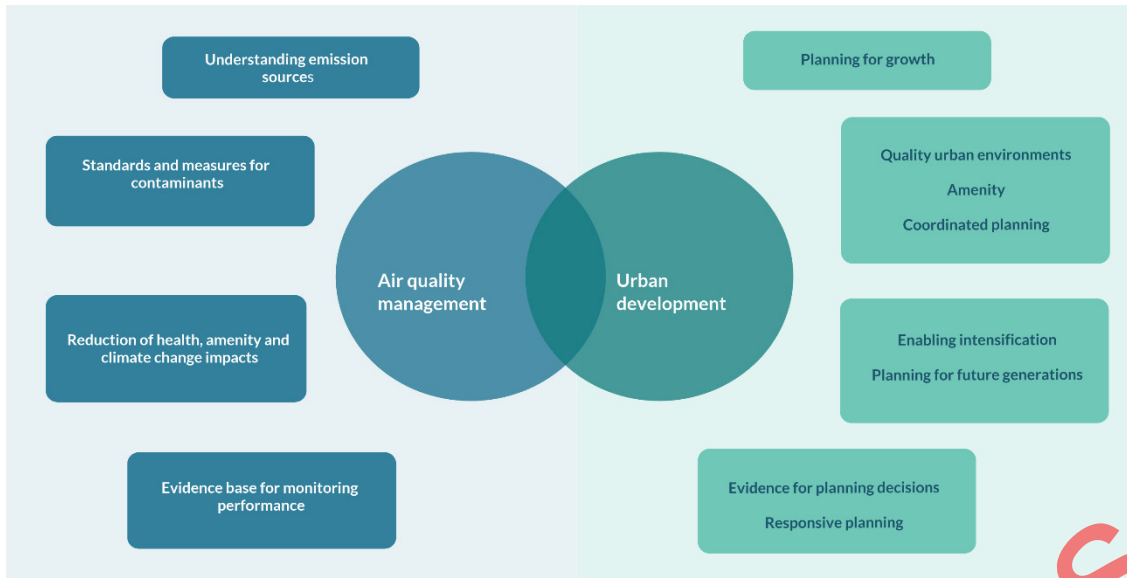 Understanding emission
sources
Standards and measures for
contaminants
Reduction of health, amenity and
climate change impacts
Evidence base for monitoring
performance
Air quality
management
Urban
development
Planning for growth
Quality urban environments
Amenity
Coordinated planning
Enabling intensification
Planning for future generations
Evidence for planning decisions
Responsive planning